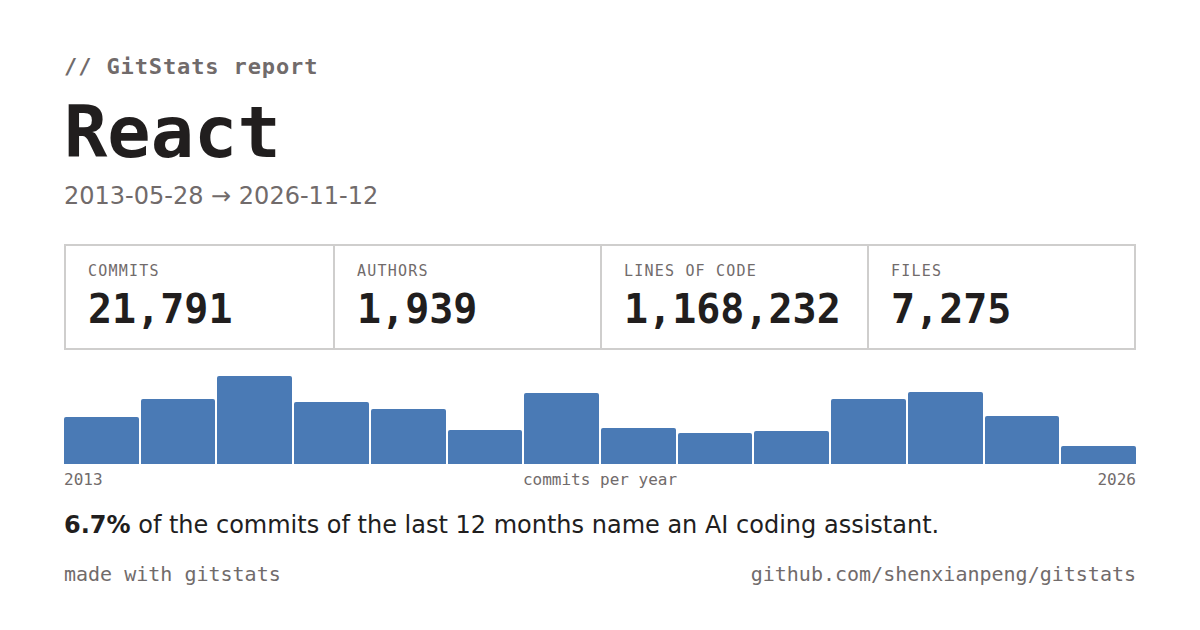 // GitStats report
React
2013-05-28 → 2026-11-12
COMMITS AUTHORS LINES OF CODE FILES
21,791 1,939 1,168,232 7,275
2013 commits per year 2026
6.7% of the commits of the last 12 months name an AI coding assistant.
made with gitstats github.com/shenxianpeng/gitstats